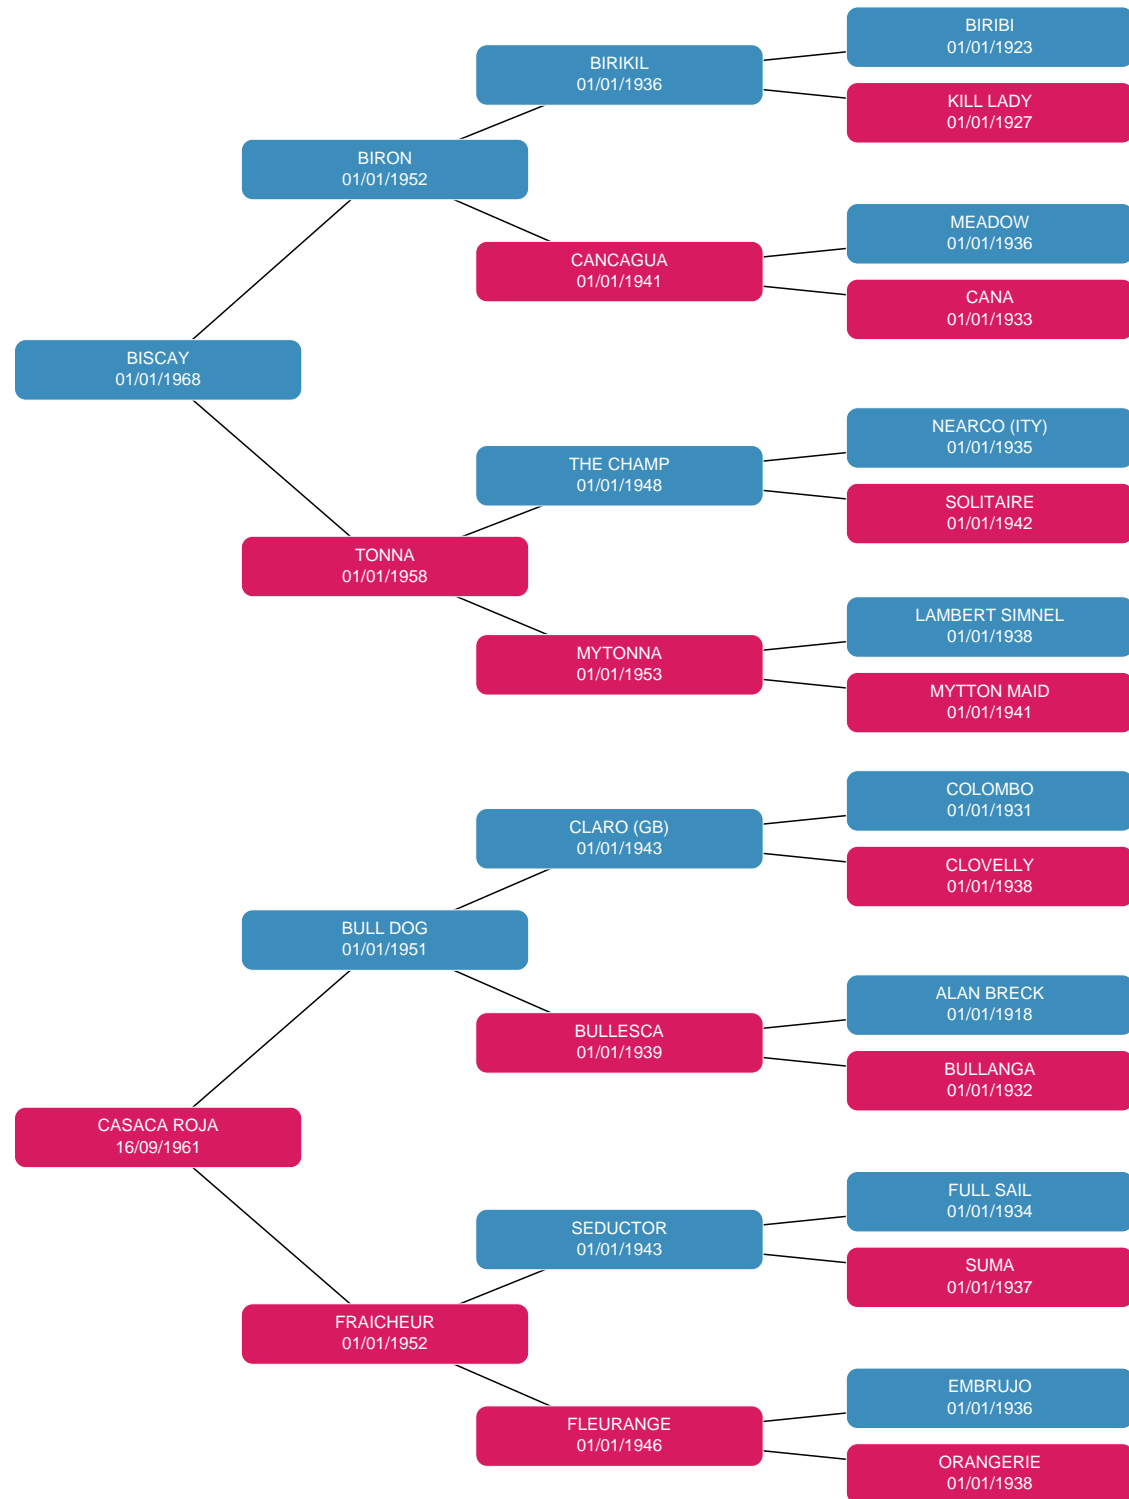 BIRIBI
01/01/1923
BIRIKIL
01/01/1936
KILL LADY
01/01/1927
BIRON
01/01/1952
MEADOW
01/01/1936
CANCAGUA
01/01/1941
CANA
01/01/1933
BISCAY
01/01/1968
NEARCO (ITY)
01/01/1935
THE CHAMP
01/01/1948
SOLITAIRE
01/01/1942
TONNA
01/01/1958
LAMBERT SIMNEL
01/01/1938
MYTONNA
01/01/1953
MYTTON MAID
01/01/1941
COLOMBO
01/01/1931
CLARO (GB)
01/01/1943
CLOVELLY
01/01/1938
BULL DOG
01/01/1951
ALAN BRECK
01/01/1918
BULLESCA
01/01/1939
BULLANGA
01/01/1932
CASACA ROJA
16/09/1961
FULL SAIL
01/01/1934
SEDUCTOR
01/01/1943
SUMA
01/01/1937
FRAICHEUR
01/01/1952
EMBRUJO
01/01/1936
FLEURANGE
01/01/1946
ORANGERIE
01/01/1938